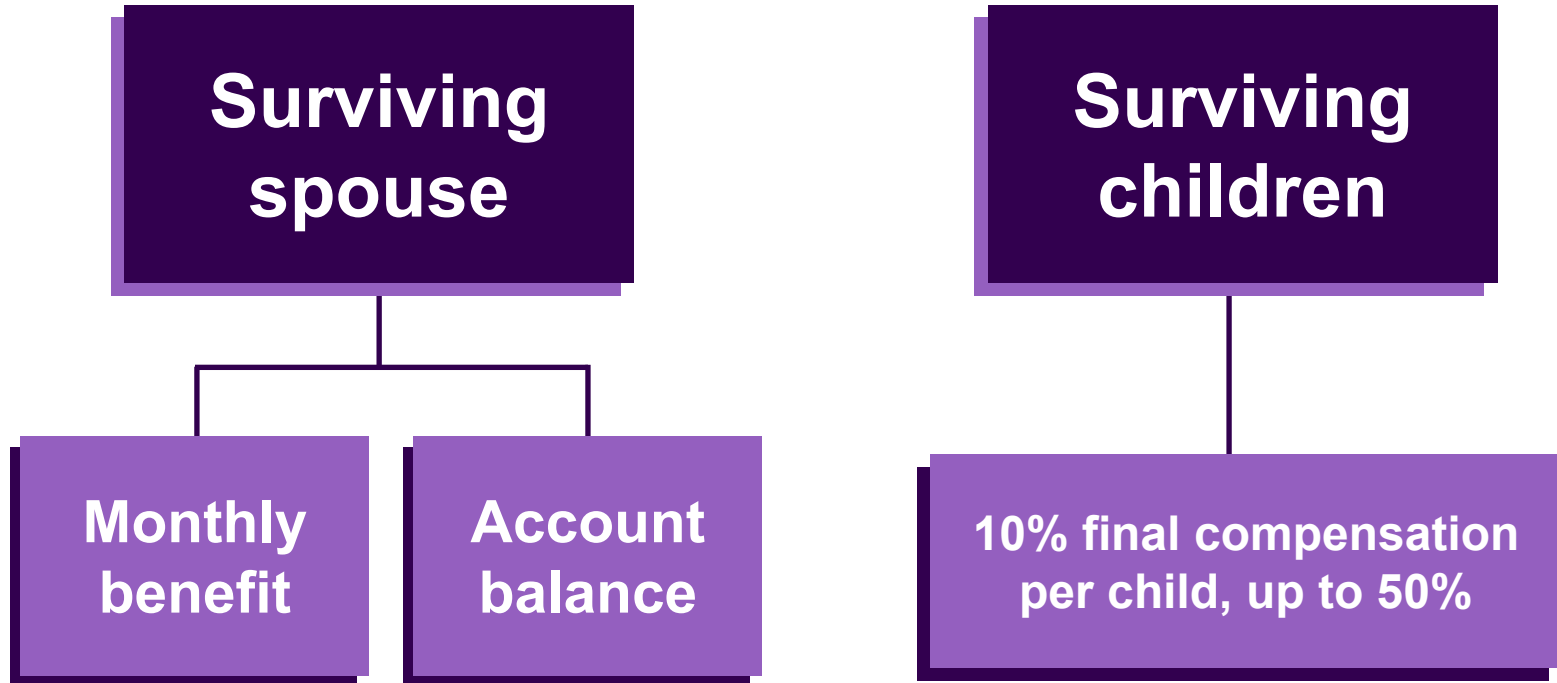 Surviving
spouse
Monthly
benefit
Account
balance
Surviving
children
10% final compensation
per child, up to 50%